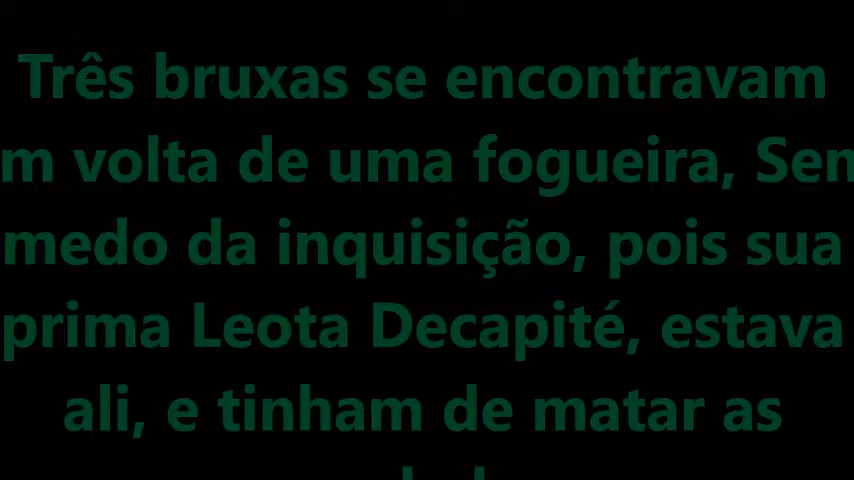 Três bruxas se encontravam
m volta de uma fogueira, Sem
medo da inquisição, pois sua
prima Leota Decapité, estava
ali, e tinham de matar as